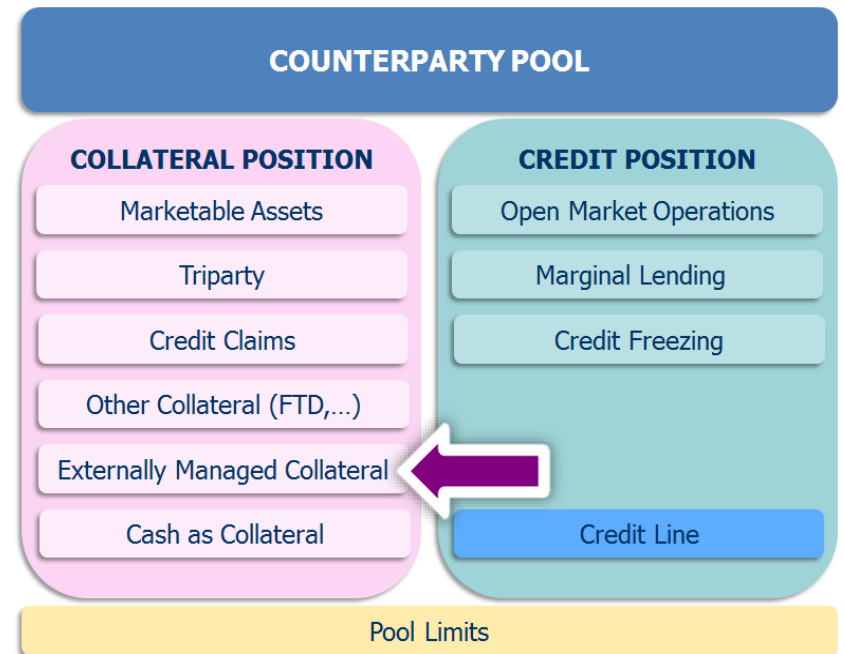 COUNTERPARTY POOL
COLLATERAL POSITION
Marketable Assets
Triparty
Credit Claims
Other Collateral (FTD,...)
Externally Managed Collateral
Cash as Collateral
CREDIT POSITION
Open Market Operations
Marginal Lending
Credit Freezing
Credit Line
Pool Limits